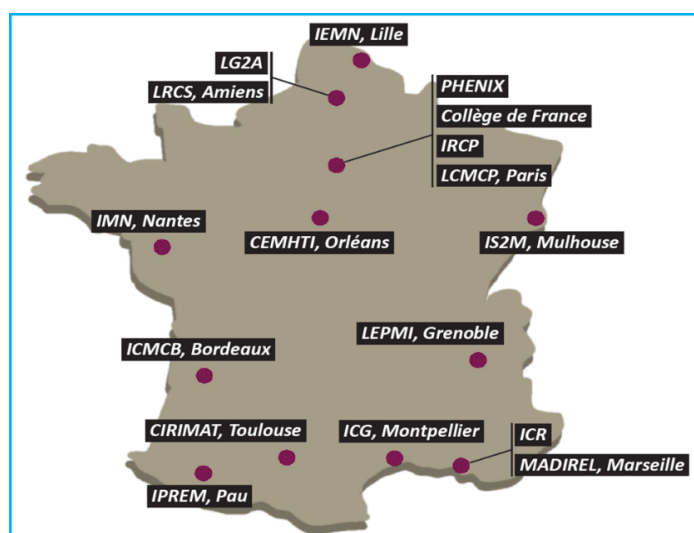 IEMN, Lille
LG2A
LRCS, Amiens
PHENIX
Collège de France
IRCP
LCMCP, Paris
IMN, Nantes
CEMHTI, Orléans
IS2M, Mulhouse
LEPMI, Grenoble
ICMCB, Bordeaux
CIRIMAT, Toulouse
ICG, Montpellier
ICR
MADIREL, Marseille
IPREM, Pau